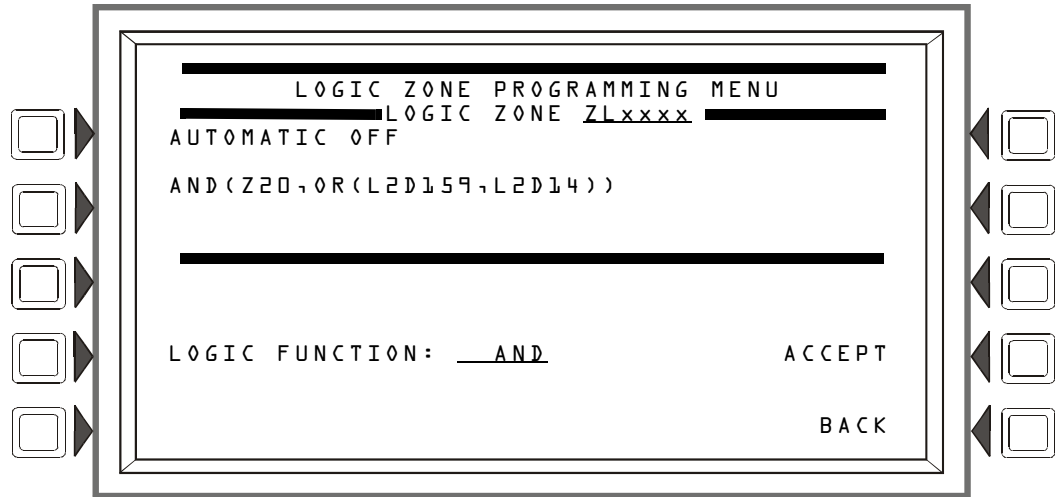 LOGIC ZONE PROGRAMMING MENU
LOGIC ZONE ZLxxxx
AUTOMATIC OFF
AND(Z20,OR(L2D159,L2D14))
LOGIC FUNCTION: AND
ACCEPT
BACK